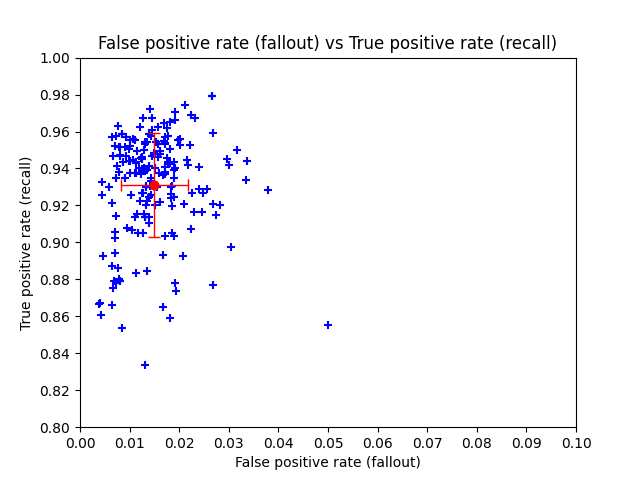 False positive rate (fallout) vs True positive rate (recall)
1.00
0.98
0.96
0.94
0.92
0.90
0.88
0.86
0.84
0.82
0.80
True positive rate (recall)
0.00 0.01 0.02 0.03 0.04 0.05 0.06 0.07 0.08 0.09 0.10
False positive rate (fallout)